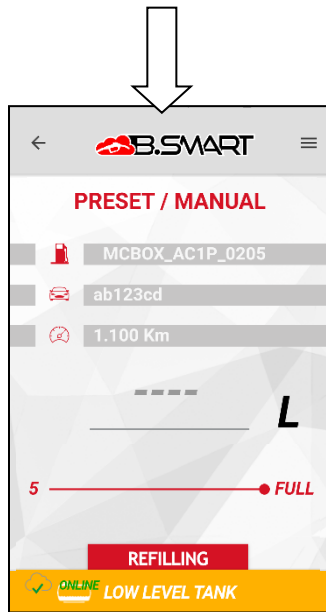 B.SMART
PRESET / MANUAL
MCBOX_AC1P_0205
ab123cd
1.100 Km
---- L
5 FULL
REFILLING
ONLINE LOW LEVEL TANK